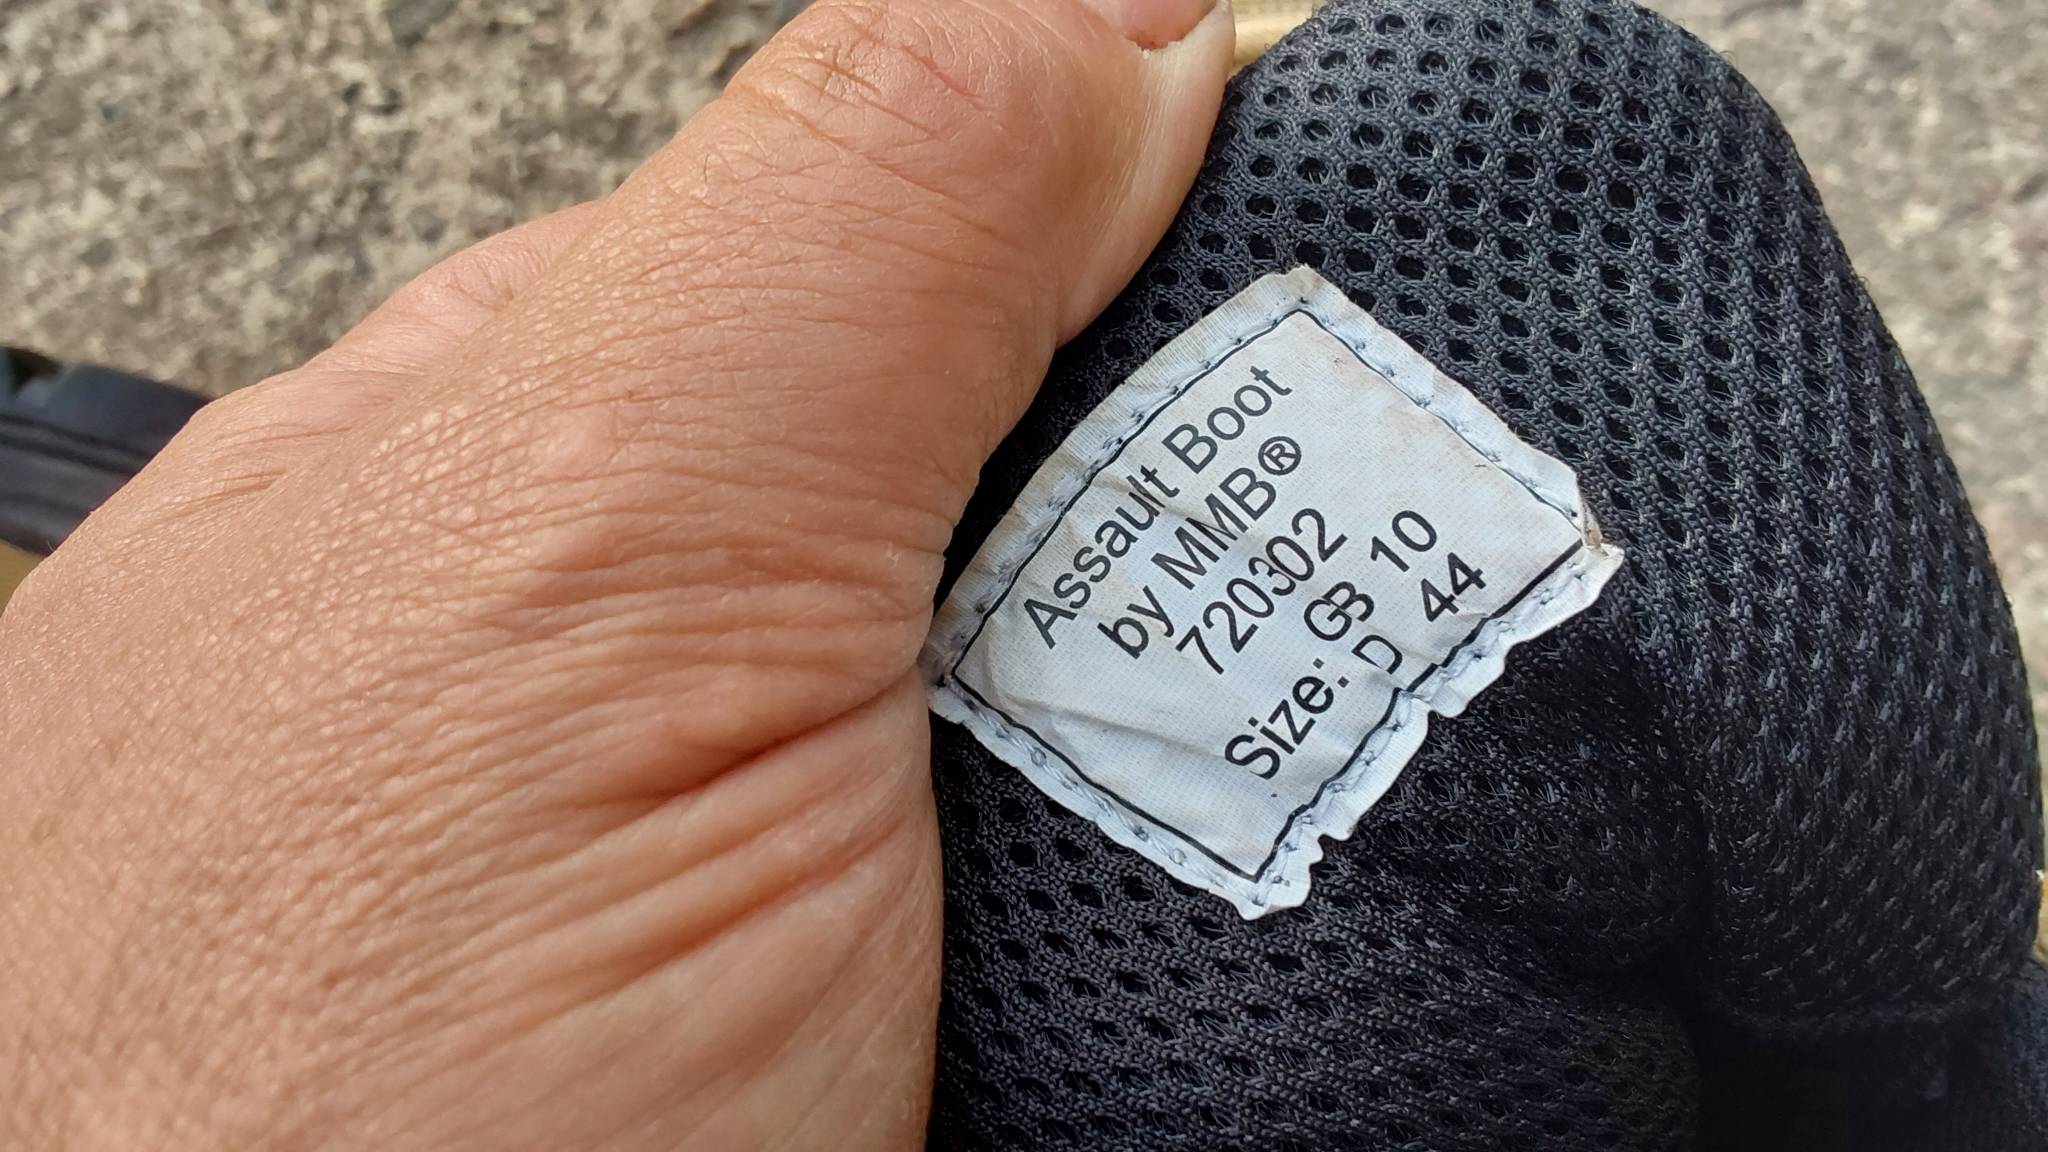 Assault Boot
by MMB®
720302
Size: GB 10
D 44